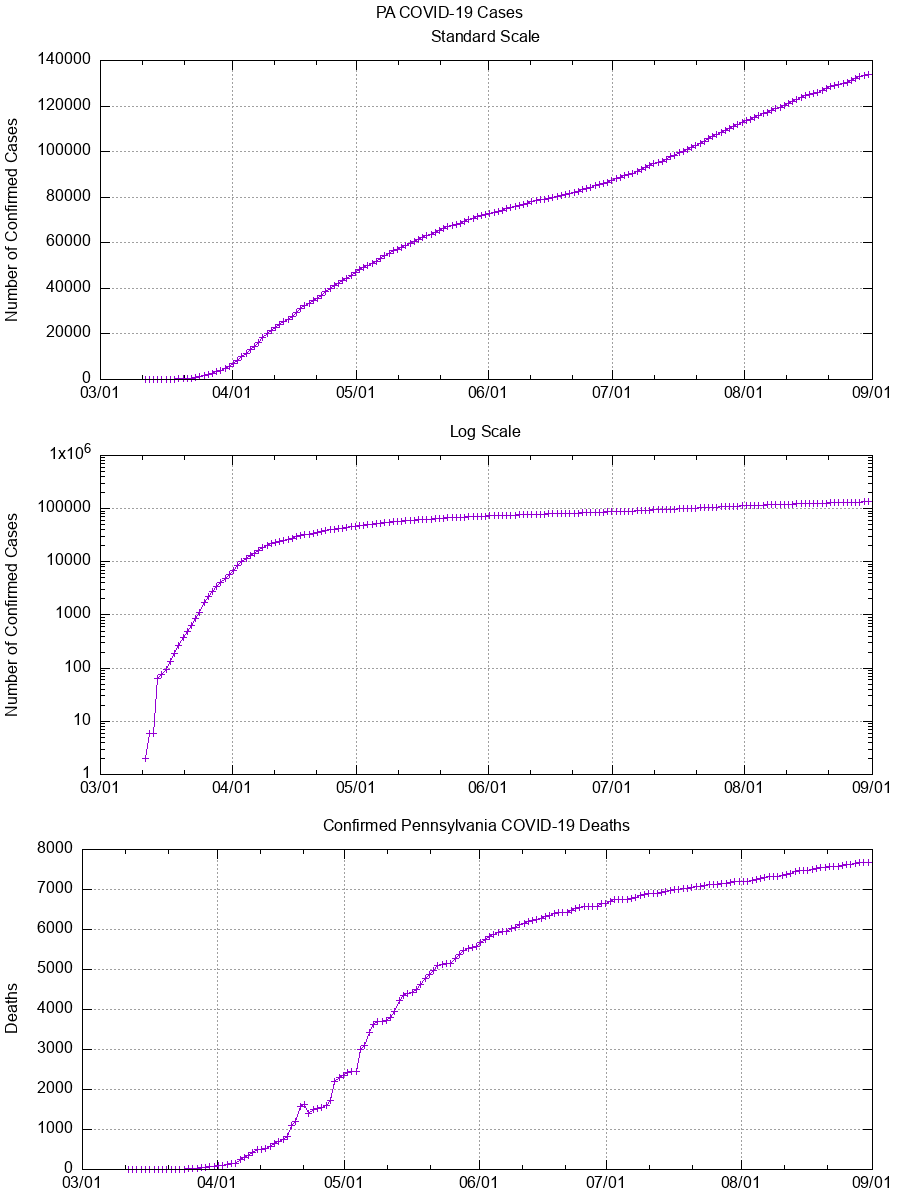 PA COVID-19 Cases
Standard Scale
Number of Confirmed Cases
140000
120000
100000
80000
60000
40000
20000
0
03/01 04/01 05/01 06/01 07/01 08/01 09/01
Log Scale
Number of Confirmed Cases
1x10⁶
100000
10000
1000
100
10
1
03/01 04/01 05/01 06/01 07/01 08/01 09/01
Confirmed Pennsylvania COVID-19 Deaths
Deaths
8000
7000
6000
5000
4000
3000
2000
1000
0
03/01 04/01 05/01 06/01 07/01 08/01 09/01